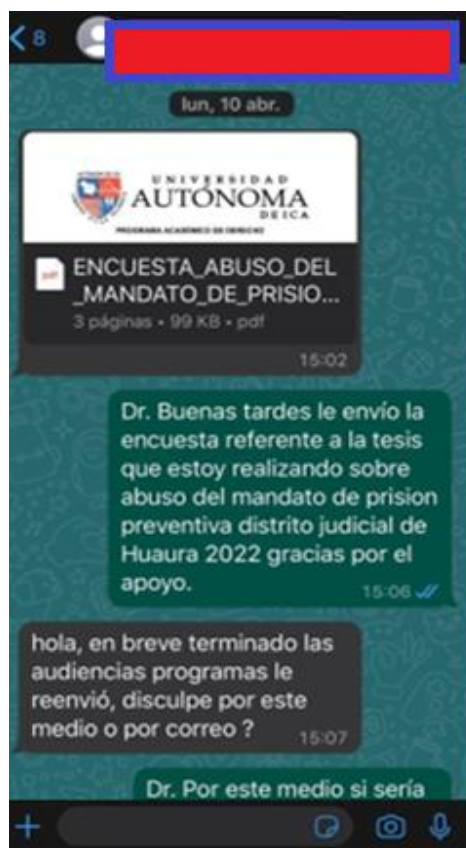 8
lun, 10 abr.
UNIVERSIDAD
AUTÓNOMA
DE ICA
PROGRAMA ACADÉMICO DE DERECHO
ENCUESTA_ABUSO_DEL
_MANDATO_DE_PRISIO...
3 páginas • 99 KB • pdf
15:02
Dr. Buenas tardes le envío la
encuesta referente a la tesis
que estoy realizando sobre
abuso del mandato de prision
preventiva distrito judicial de
Huaura 2022 gracias por el
apoyo.
15:06
hola, en breve terminado las
audiencias programas le
reenvió, disculpe por este
medio o por correo ?
15:07
Dr. Por este medio si sería